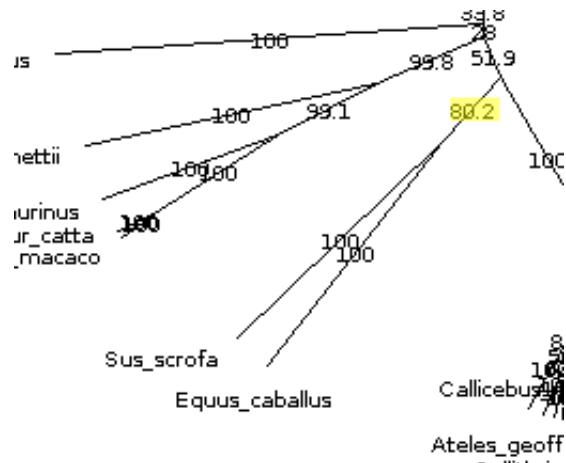 33.8
51.9
100
99.8
us
80.2
99.1
100
nettii
100
100
100
urinus
100
ur_catta
100
_macaco
100
Sus_scrofa
Callicebus
Equus_caballus
Ateles_geoff